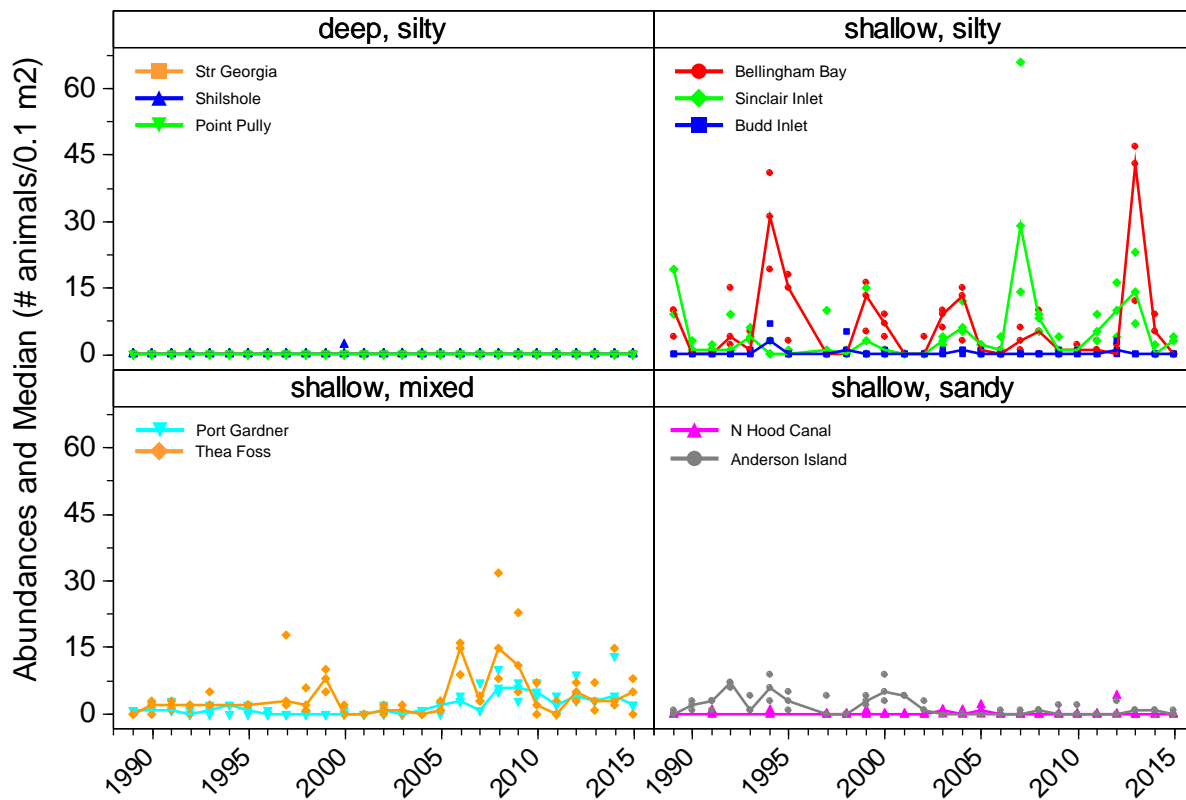 Abundances and Median (# animals/0.1 m2)
deep, silty
shallow, silty
60
45
30
15
0
Str Georgia
Shilshole
Point Pully
Bellingham Bay
Sinclair Inlet
Budd Inlet
shallow, mixed
shallow, sandy
60
45
30
15
0
Port Gardner
Thea Foss
N Hood Canal
Anderson Island
1990
1995
2000
2005
2010
2015
1990
1995
2000
2005
2010
2015